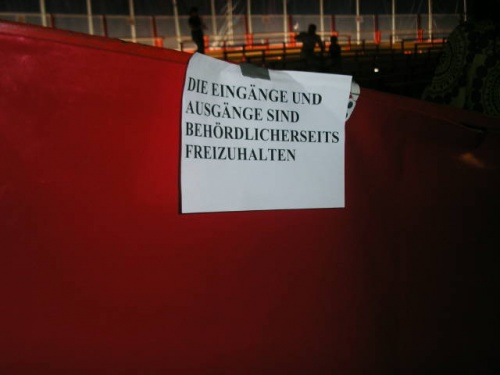 DIE EINGÄNGE UND
AUSGÄNGE SIND
BEHÖRDLICHERSEITS
FREIZUHALTEN